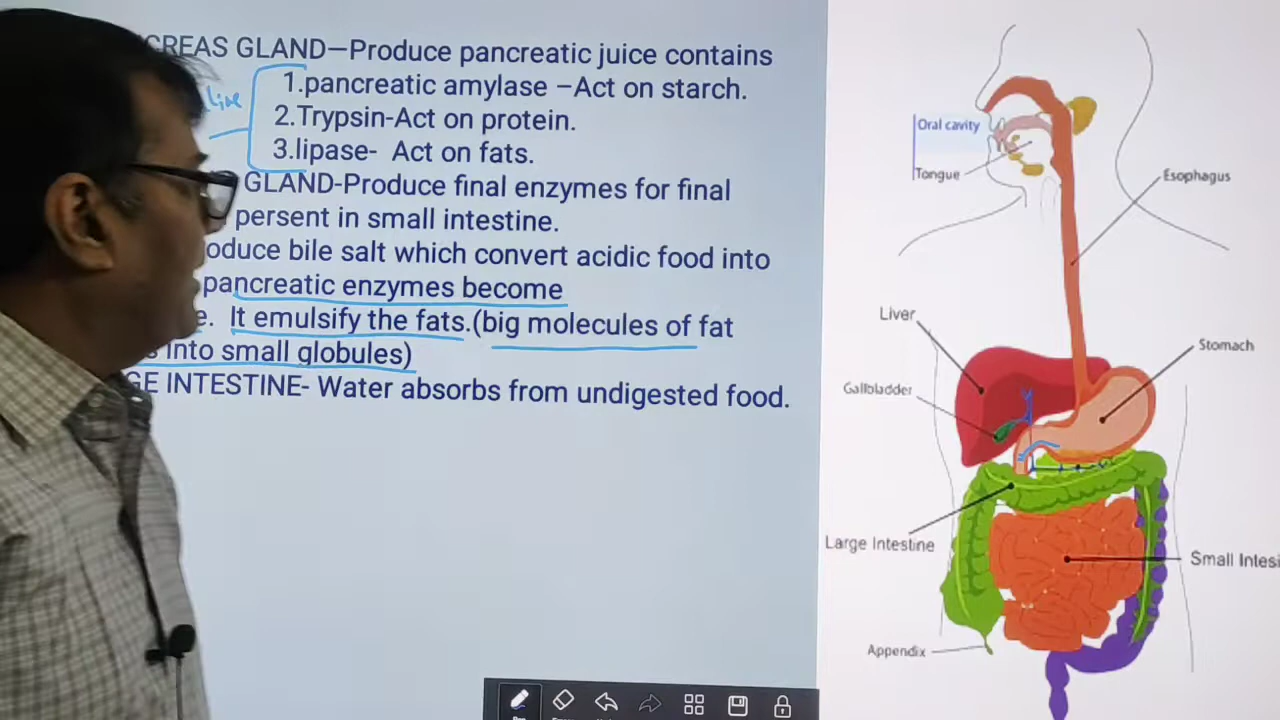 CREAS GLAND—Produce pancreatic juice contains
1.pancreatic amylase –Act on starch.
2.Trypsin-Act on protein.
3.lipase- Act on fats.
GLAND-Produce final enzymes for final
persent in small intestine.
oduce bile salt which convert acidic food into
pancreatic enzymes become
e. It emulsify the fats.(big molecules of fat
into small globules)
GE INTESTINE- Water absorbs from undigested food.
Oral cavity
Tongue
Esophagus
Liver
Stomach
Gallbladder
Large Intestine
Small Intesi
Appendix